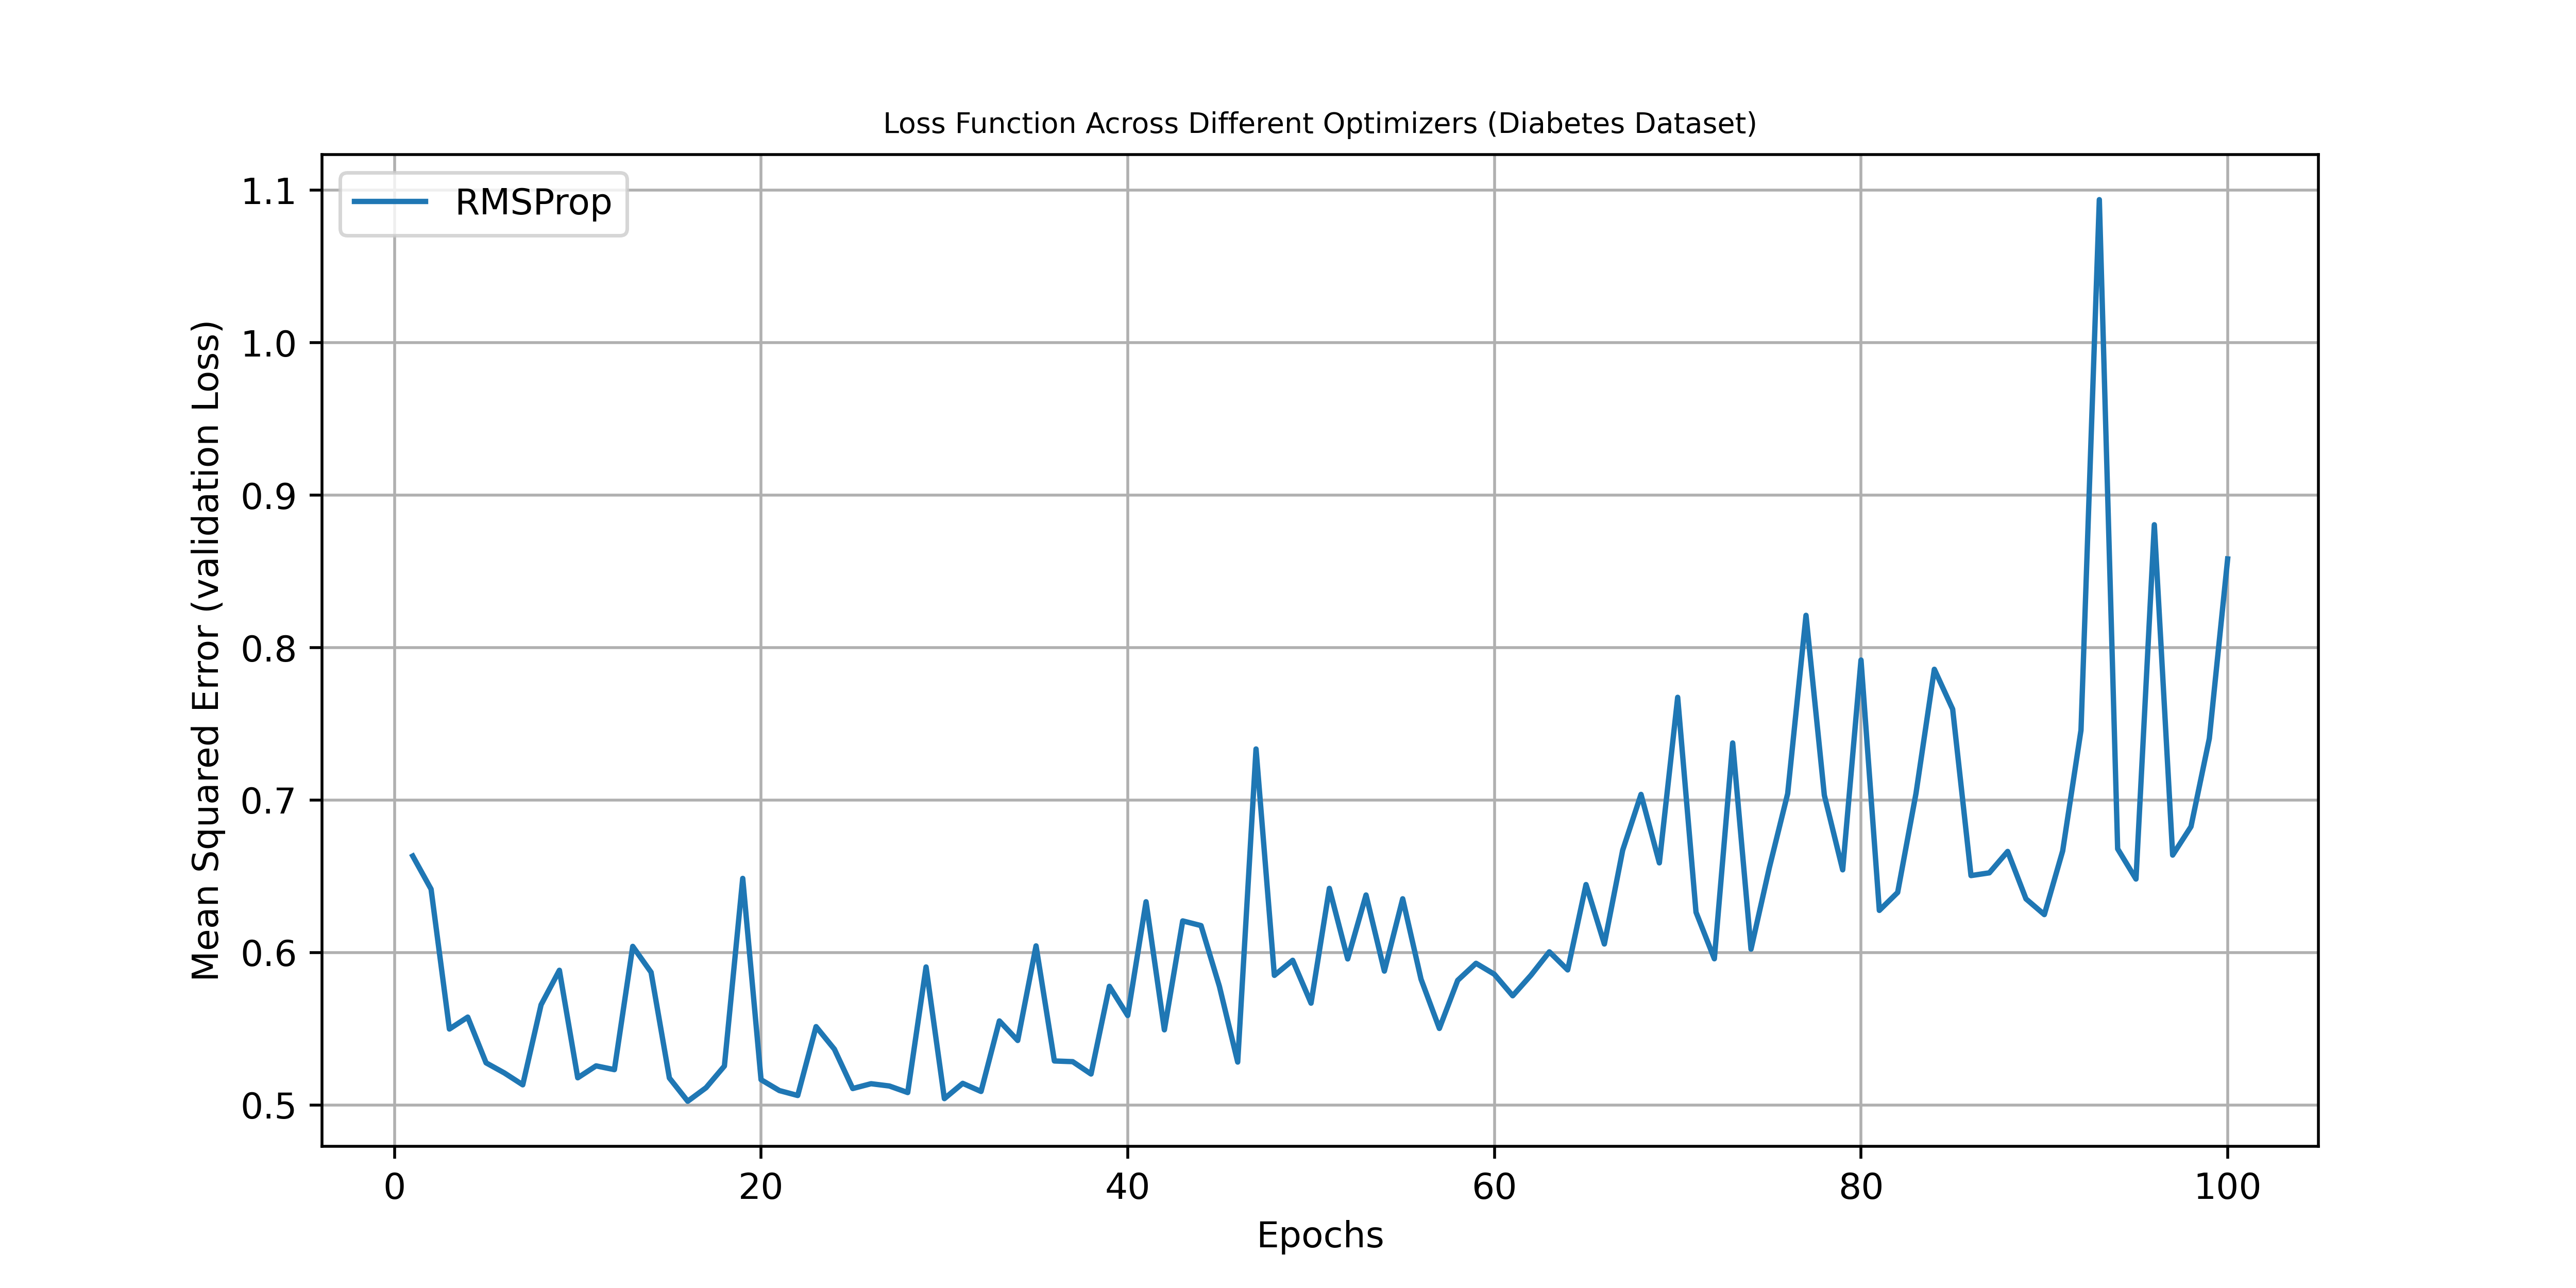 Loss Function Across Different Optimizers (Diabetes Dataset)
RMSProp
Mean Squared Error (validation Loss)
1.1
1.0
0.9
0.8
0.7
0.6
0.5
0 20 40 60 80 100
Epochs